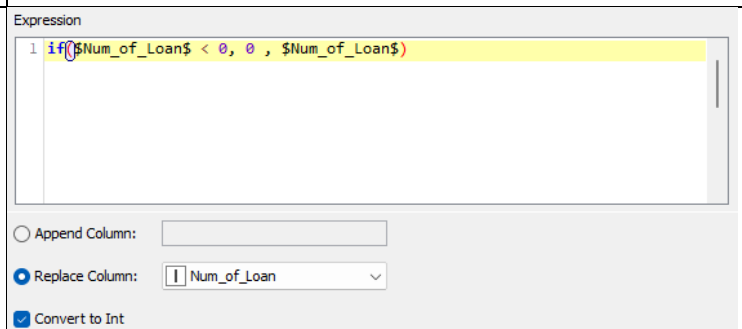 Expression
1 if($Num_of_Loan$ < 0, 0 , $Num_of_Loan$)
Append Column:
Replace Column: I Num_of_Loan
Convert to Int